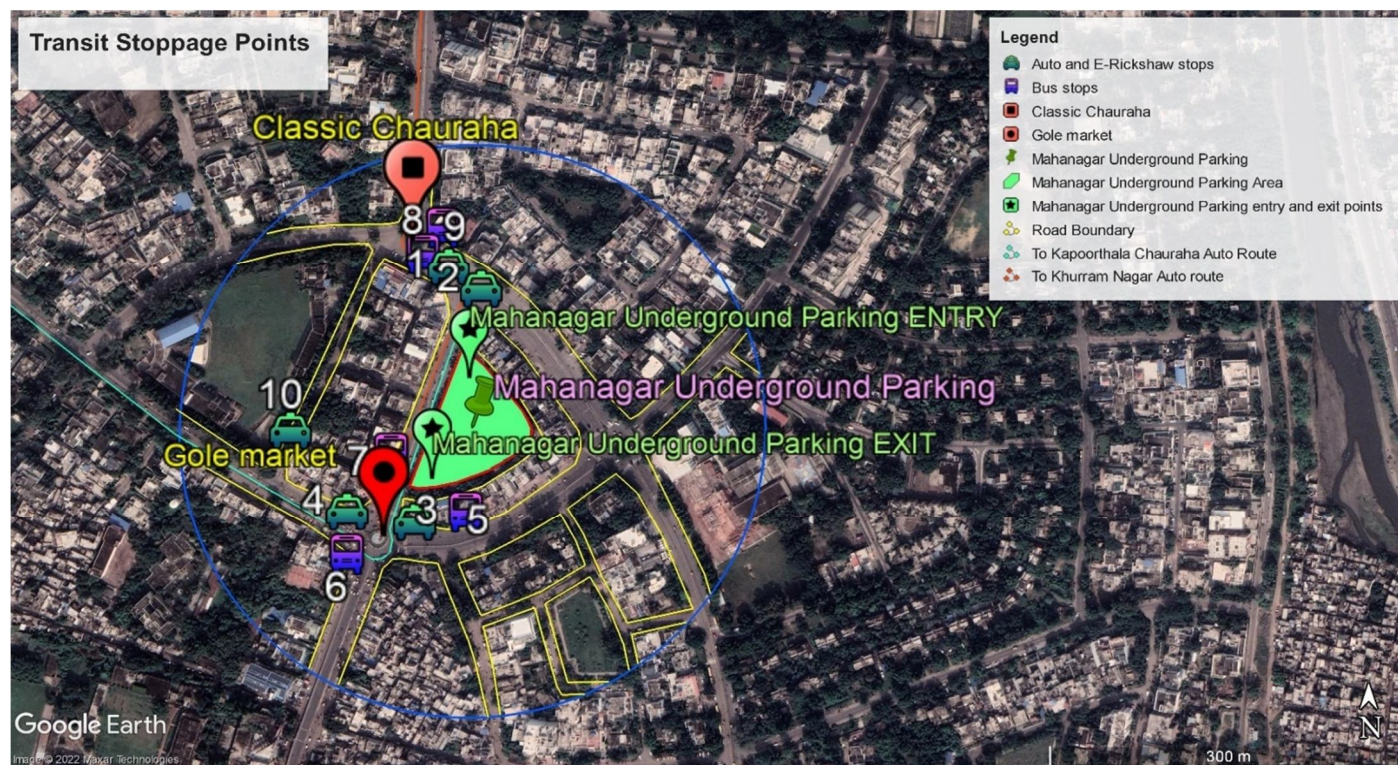 Transit Stoppage Points
Legend
Auto and E-Rickshaw stops
Bus stops
Classic Chauraha
Gole market
Mahanagar Underground Parking
Mahanagar Underground Parking Area
Mahanagar Underground Parking entry and exit points
Road Boundary
To Kapoorthala Chauraha Auto Route
To Khurram Nagar Auto route
Classic Chauraha
8
9
1
2
Mahanagar Underground Parking ENTRY
Mahanagar Underground Parking
10
Mahanagar Underground Parking EXIT
Gole market
7
4
3
5
6
Google Earth
Image © 2022 Maxar Technologies
300 m
N